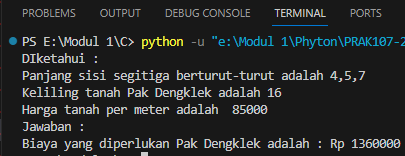 PROBLEMS OUTPUT DEBUG CONSOLE TERMINAL PORTS
PS E:\Modul 1\C> python -u "e:\Modul 1\Phyton\PRAK107-2
DIketahui :
Panjang sisi segitiga berturut-turut adalah 4,5,7
Keliling tanah Pak Dengklek adalah 16
Harga tanah per meter adalah  85000
Jawaban :
Biaya yang diperlukan Pak Dengklek adalah : Rp 1360000